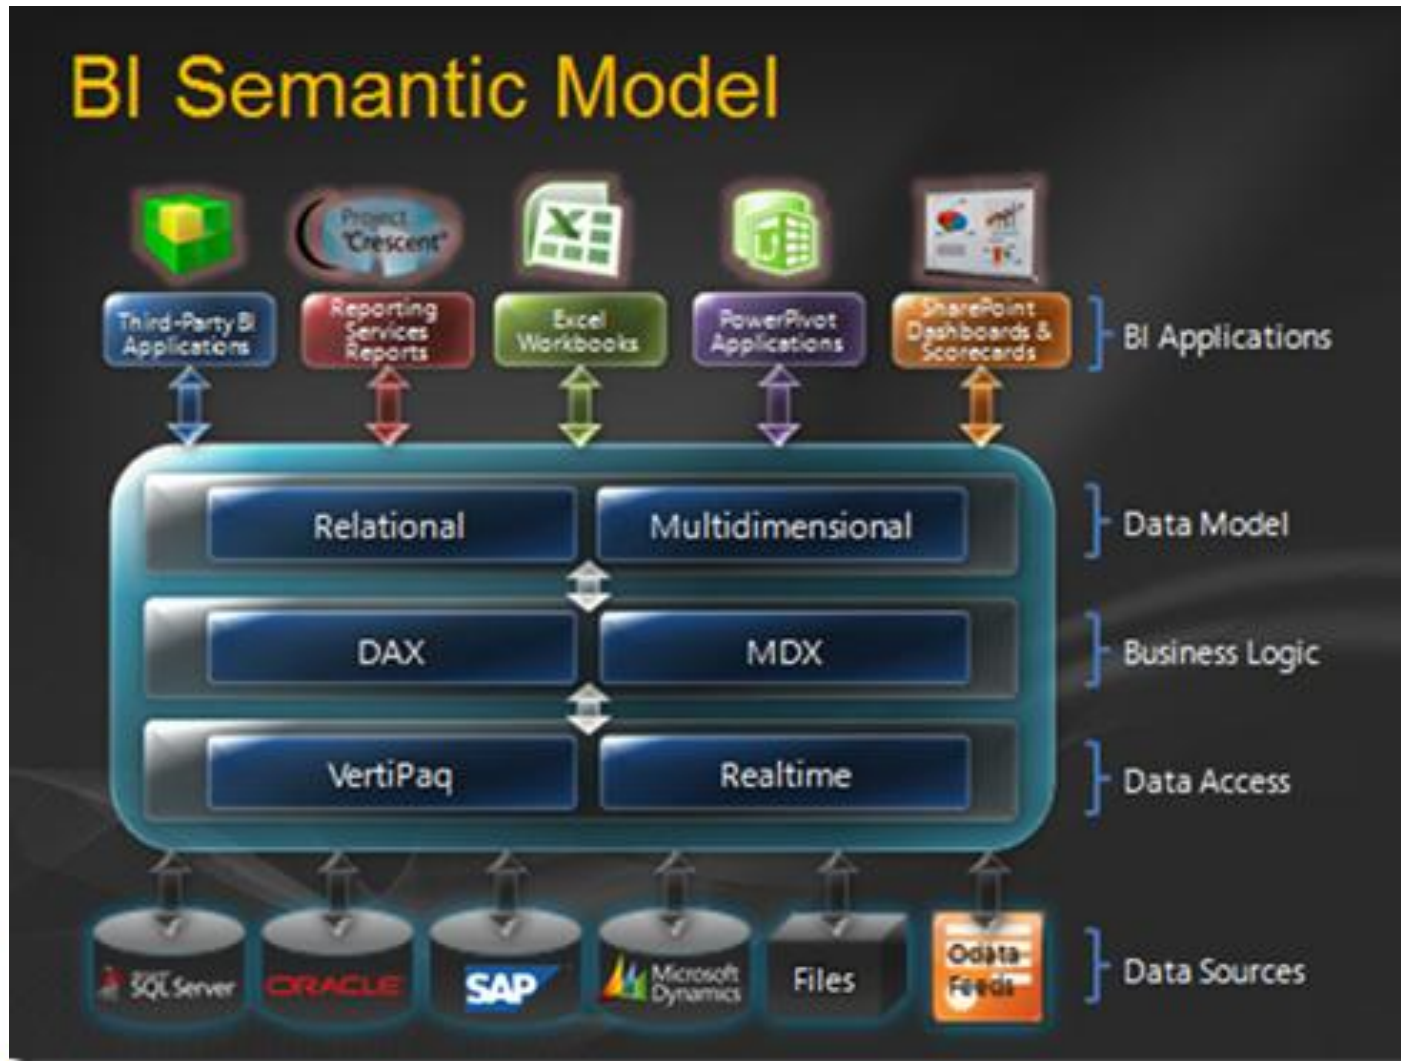 BI Semantic Model
Project
"Crescent"
Third-Party BI
Applications
Reporting
Services
Reports
Excel
Workbooks
PowerPivot
Applications
SharePoint
Dashboards &
Scorecards
BI Applications
Relational
Multidimensional
Data Model
DAX
MDX
Business Logic
VertiPaq
Realtime
Data Access
SQL Server
ORACLE
SAP
Microsoft
Dynamics
Files
Odata
Feeds
Data Sources